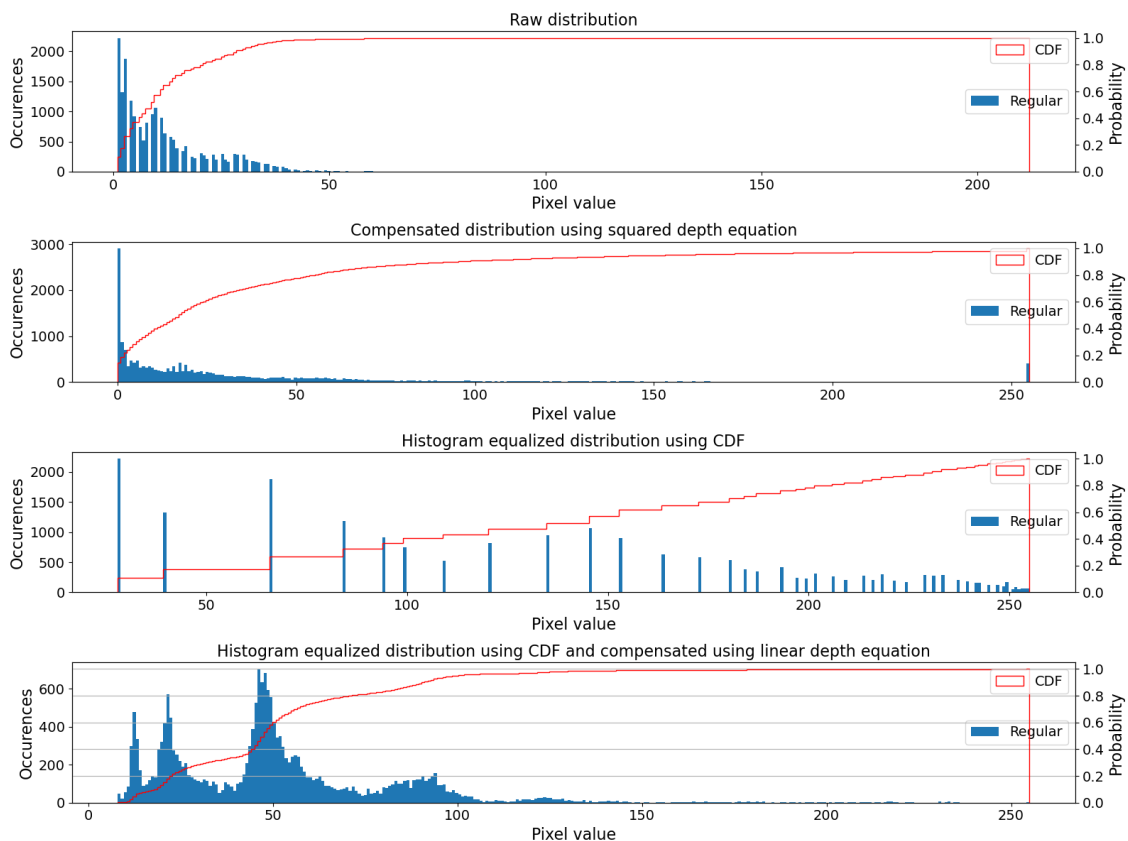 Raw distribution
2000
1500
1000
500
0
Occurences
1.0
0.8
0.6
0.4
0.2
0.0
Probability
CDF
Regular
0 50 100 150 200
Pixel value
Compensated distribution using squared depth equation
3000
2000
1000
0
Occurences
1.0
0.8
0.6
0.4
0.2
0.0
Probability
CDF
Regular
0 50 100 150 200 250
Pixel value
Histogram equalized distribution using CDF
2000
1500
1000
500
0
Occurences
1.0
0.8
0.6
0.4
0.2
0.0
Probability
CDF
Regular
50 100 150 200 250
Pixel value
Histogram equalized distribution using CDF and compensated using linear depth equation
600
400
200
0
Occurences
1.0
0.8
0.6
0.4
0.2
0.0
Probability
CDF
Regular
0 50 100 150 200 250
Pixel value